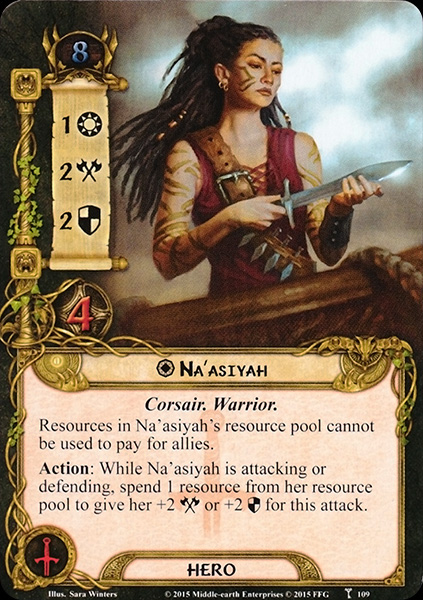 8
1
2
2
4
Na'asiyah
Corsair. Warrior.
Resources in Na'asiyah's resource pool cannot
be used to pay for allies.
Action: While Na'asiyah is attacking or
defending, spend 1 resource from her resource
pool to give her +2 or +2 for this attack.
HERO
Illus. Sara Winters © 2015 Middle-earth Enterprises © 2015 FFG 109